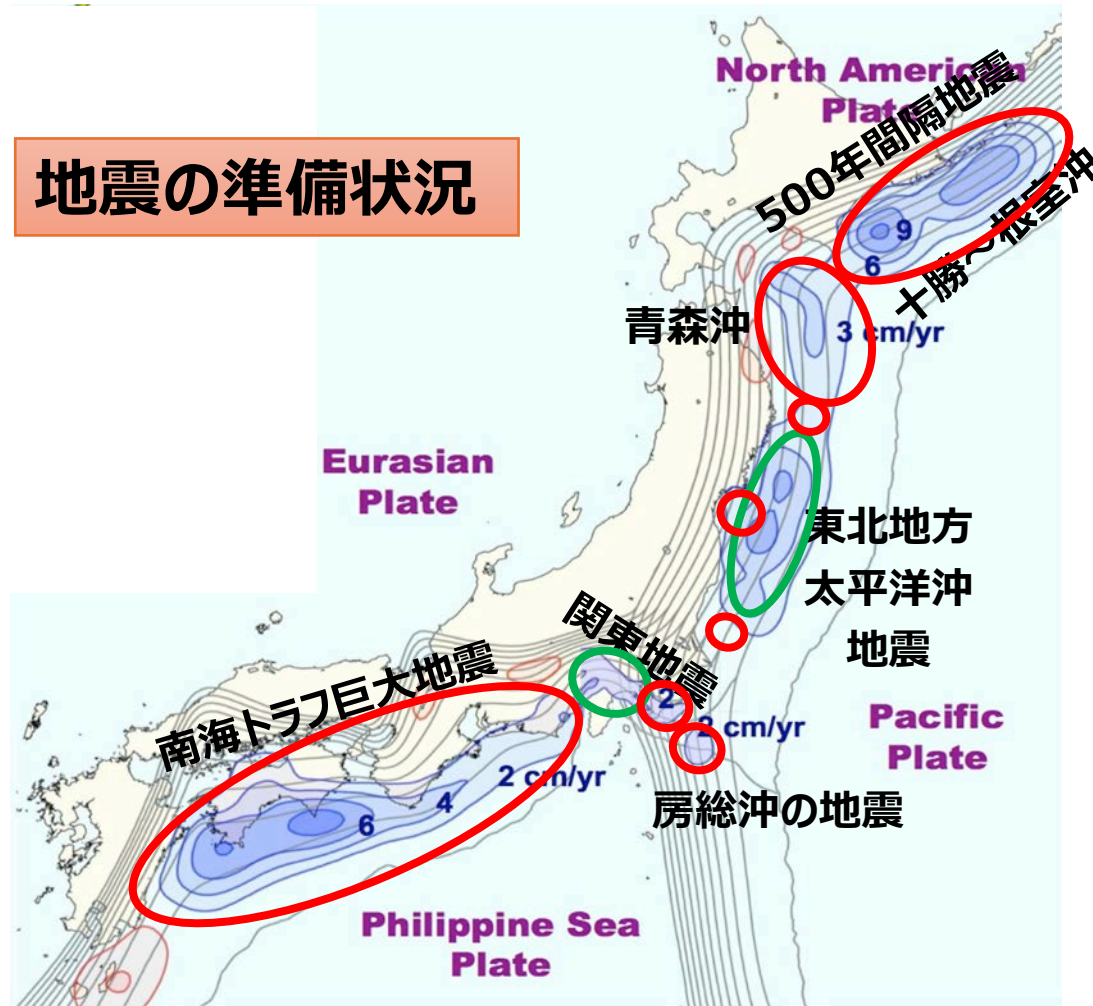 North American
Plate
地震の準備状況
500年間隔地震
9
6
十勝～根室沖
青森沖
3 cm/yr
Eurasian
Plate
東北地方
太平洋沖
地震
関東地震
南海トラフ巨大地震
2
2 cm/yr
Pacific
Plate
2 cm/yr
4
6
房総沖の地震
Philippine Sea
Plate